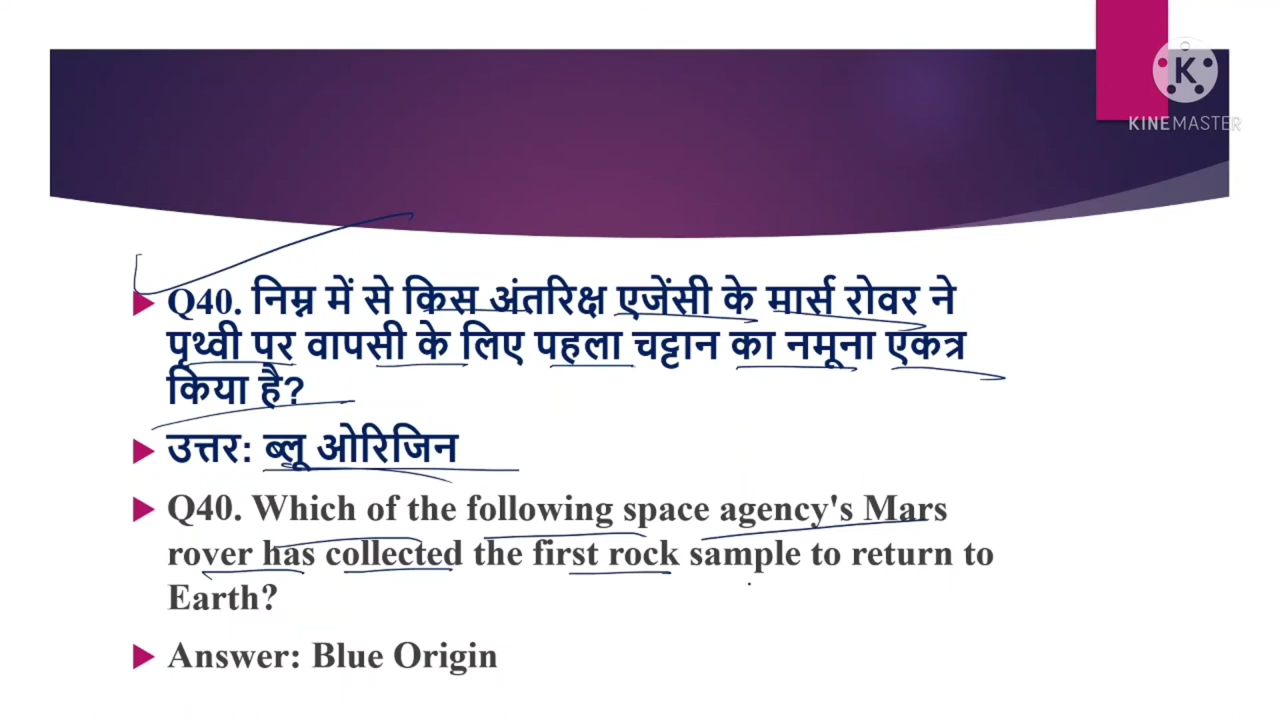 KINEMASTER
Q40. निम्न में से किस अंतरिक्ष एजेंसी के मार्स रोवर ने
पृथ्वी पर वापसी के लिए पहला चट्टान का नमूना एकत्र
किया है?
उत्तर: ब्लू ओरिजिन
Q40. Which of the following space agency's Mars
rover has collected the first rock sample to return to
Earth?
Answer: Blue Origin